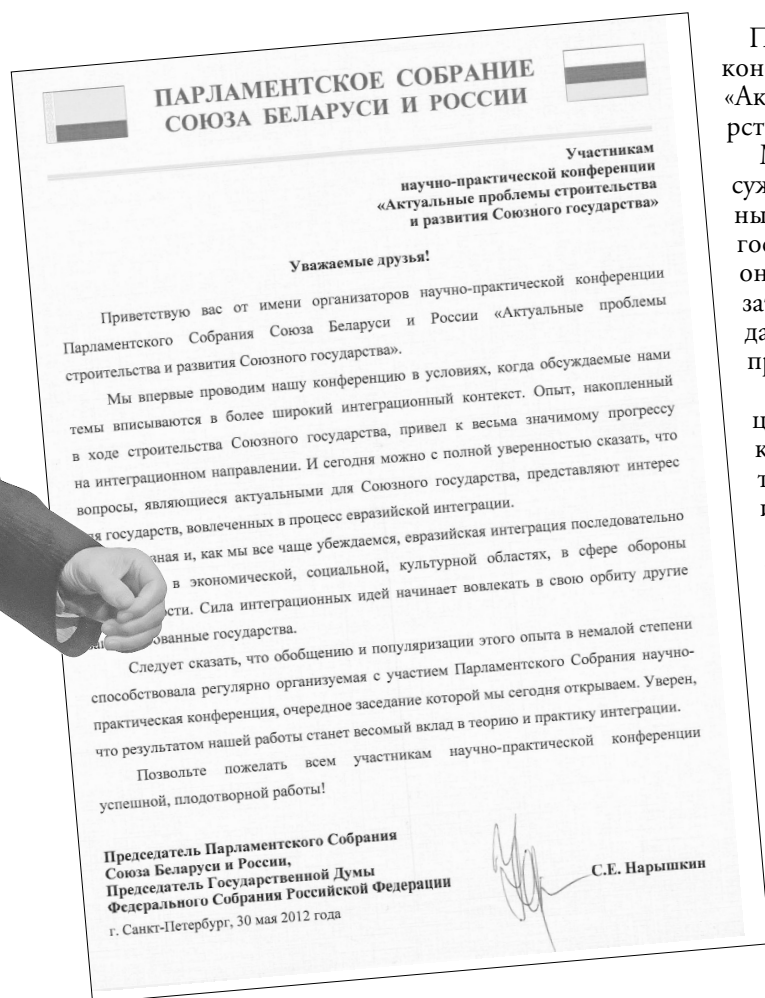 ПАРЛАМЕНТСКОЕ СОБРАНИЕ
СОЮЗА БЕЛАРУСИ И РОССИИ
Участникам
научно-практической конференции
«Актуальные проблемы строительства
и развития Союзного государства»
Уважаемые друзья!
Приветствую вас от имени организаторов научно-практической конференции
Парламентского Собрания Союза Беларуси и России «Актуальные проблемы
строительства и развития Союзного государства».
Мы впервые проводим нашу конференцию в условиях, когда обсуждаемые нами
темы вписываются в более широкий интеграционный контекст. Опыт, накопленный
в ходе строительства Союзного государства, привел к весьма значимому прогрессу
на интеграционном направлении. И сегодня можно с полной уверенностью сказать, что
вопросы, являющиеся актуальными для Союзного государства, представляют интерес
государств, вовлеченных в процесс евразийской интеграции.
и, как мы все чаще убеждаемся, евразийская интеграция последовательно
в экономической, социальной, культурной областях, в сфере обороны
Сила интеграционных идей начинает вовлекать в свою орбиту другие
государства.
Следует сказать, что обобщению и популяризации этого опыта в немалой степени
способствовала регулярно организуемая с участием Парламентского Собрания научно-
практическая конференция, очередное заседание которой мы сегодня открываем. Уверен,
что результатом нашей работы станет весомый вклад в теорию и практику интеграции.
Позвольте пожелать всем участникам научно-практической конференции
успешной, плодотворной работы!
Председатель Парламентского Собрания
Союза Беларуси и России,
Председатель Государственной Думы
Федерального Собрания Российской Федерации
С.Е. Нарышкин
г. Санкт-Петербург, 30 мая 2012 года